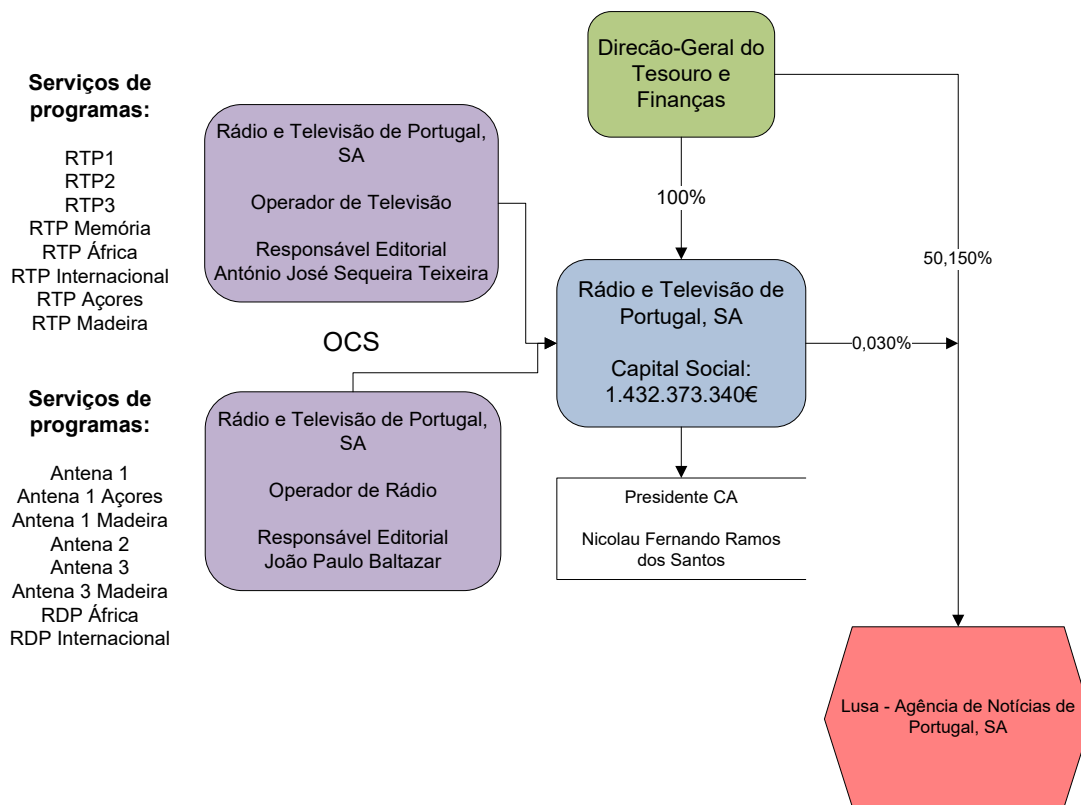 Direcão-Geral do
Tesouro e
Finanças
Serviços de
programas:
RTP1
RTP2
RTP3
RTP Memória
RTP África
RTP Internacional
RTP Açores
RTP Madeira
Rádio e Televisão de Portugal,
SA
Operador de Televisão
Responsável Editorial
António José Sequeira Teixeira
100%
50,150%
OCS
Rádio e Televisão de
Portugal, SA
Capital Social:
1.432.373.340€
0,030%
Serviços de
programas:
Antena 1
Antena 1 Açores
Antena 1 Madeira
Antena 2
Antena 3
Antena 3 Madeira
RDP África
RDP Internacional
Rádio e Televisão de Portugal,
SA
Operador de Rádio
Responsável Editorial
João Paulo Baltazar
Presidente CA
Nicolau Fernando Ramos
dos Santos
Lusa - Agência de Notícias de
Portugal, SA